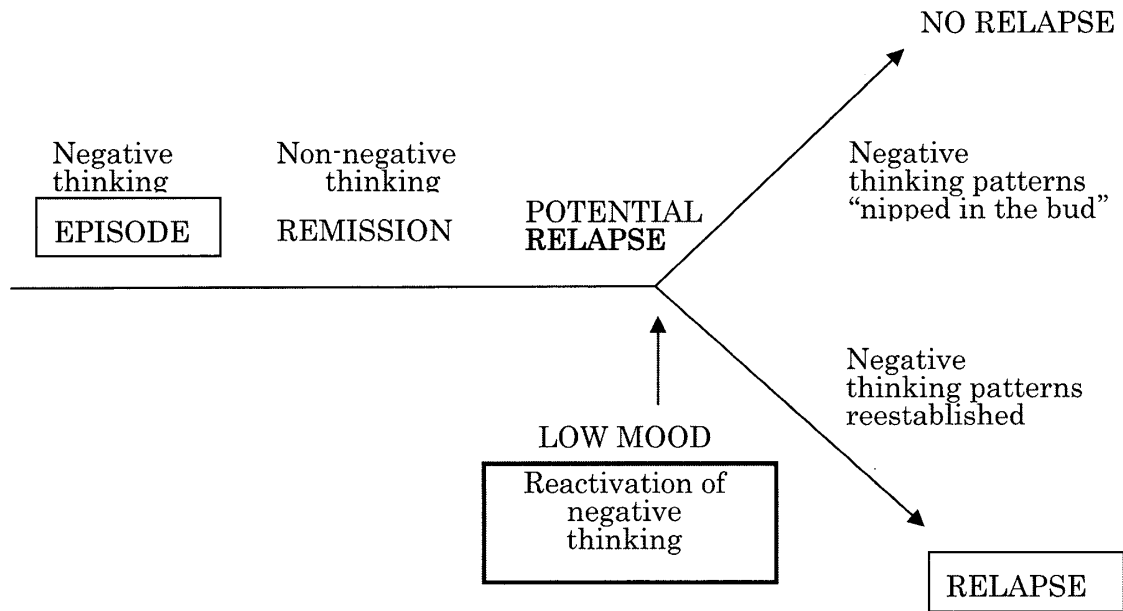 NO RELAPSE
Negative
thinking
EPISODE
Non-negative
thinking
REMISSION
POTENTIAL
RELAPSE
Negative
thinking patterns
“nipped in the bud”
Negative
thinking patterns
reestablished
LOW MOOD
Reactivation of
negative
thinking
RELAPSE